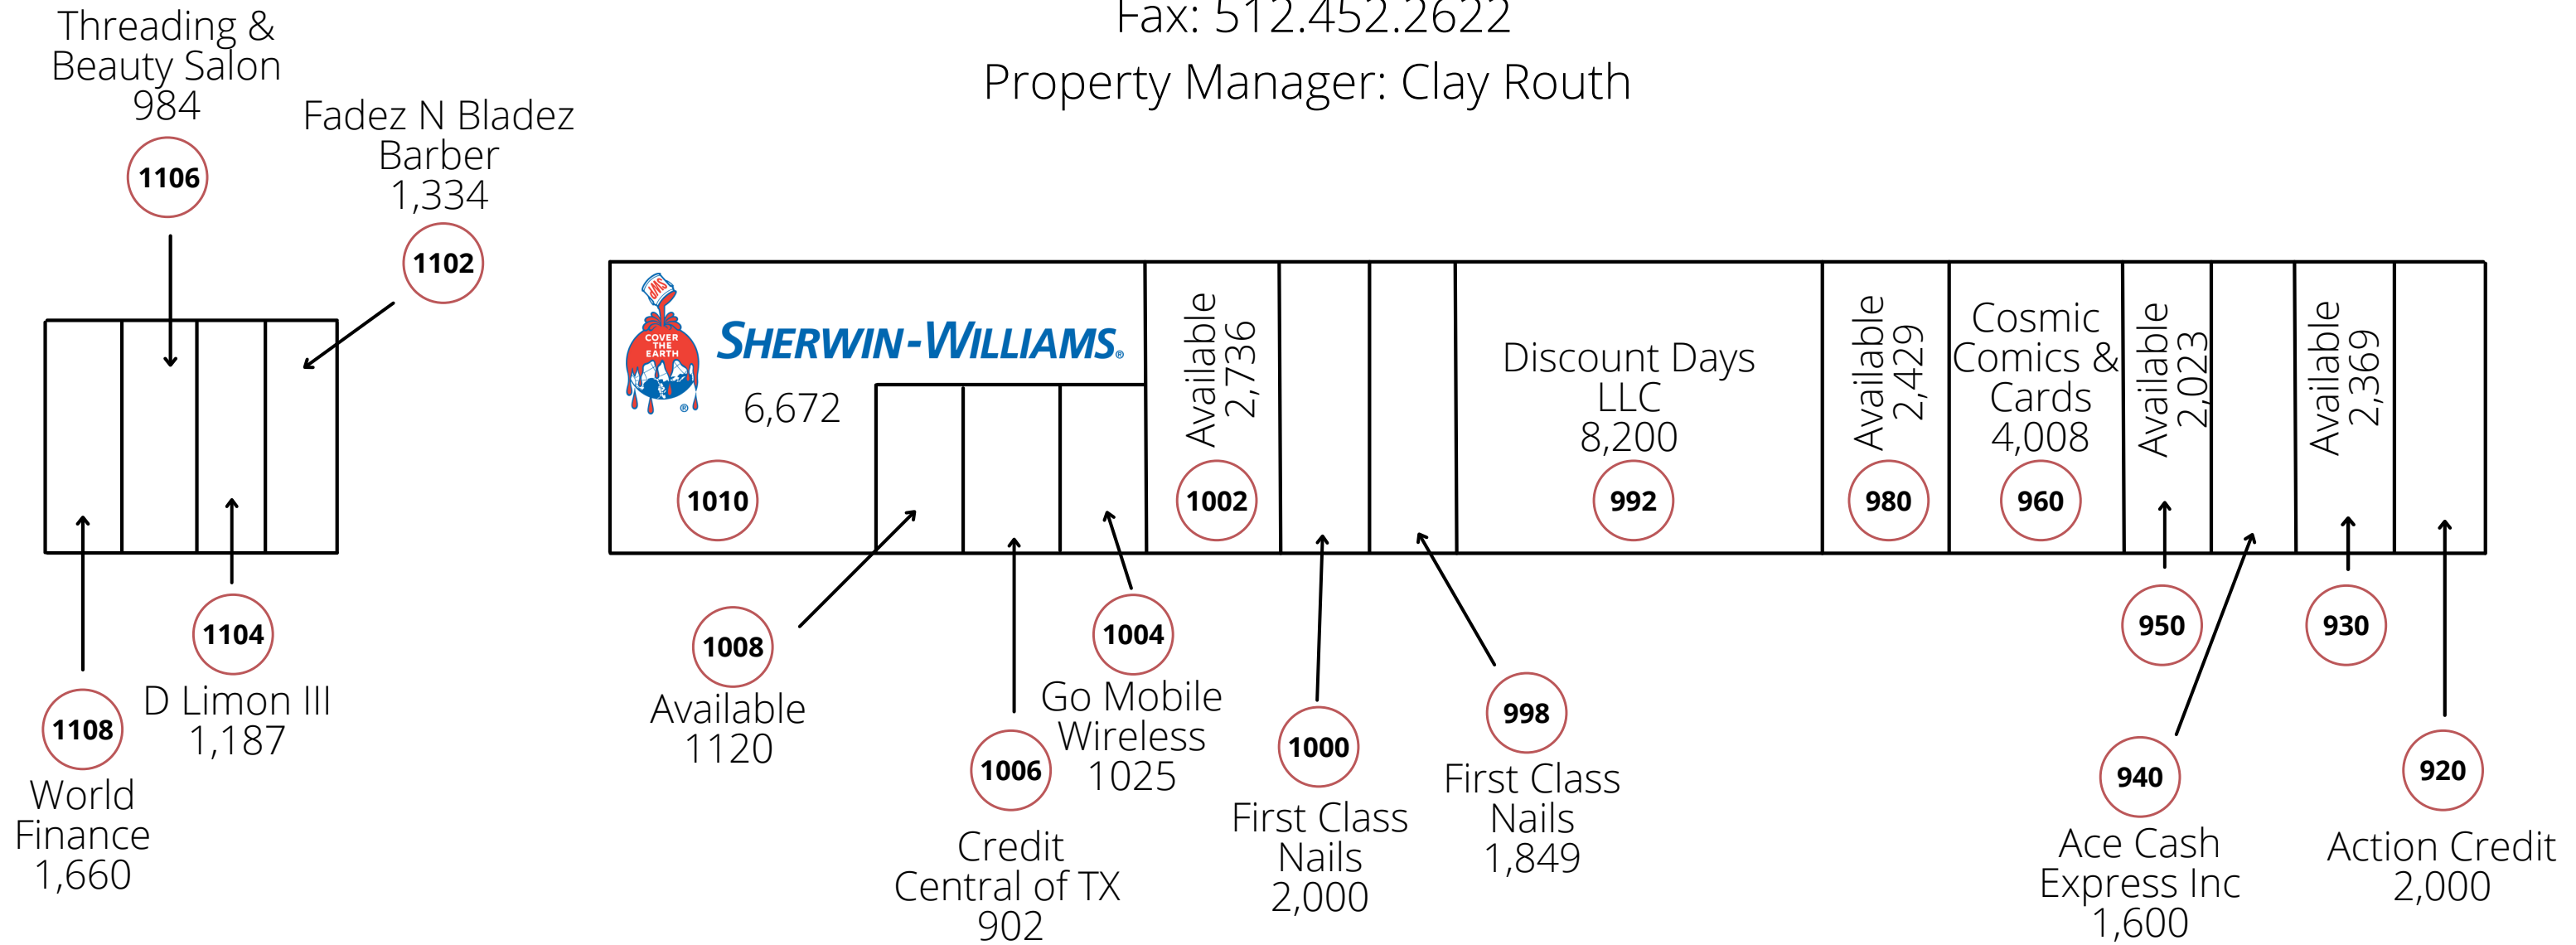 Fax: 512.452.2622
Property Manager: Clay Routh
Threading &
Beauty Salon
984
1106
Fadez N Bladez
Barber
1,334
1102
1104
D Limon III
1,187
1108
World
Finance
1,660
SWP
COVER
THE
EARTH
®
SHERWIN-WILLIAMS®
6,672
1010
Available
2,736
1002
Discount Days
LLC
8,200
992
Available
2,429
980
Cosmic
Comics &
Cards
4,008
960
Available
2,023
950
Available
2,369
930
1008
Available
1120
1006
Credit
Central of TX
902
1004
Go Mobile
Wireless
1025
1000
First Class
Nails
2,000
998
First Class
Nails
1,849
940
Ace Cash
Express Inc
1,600
920
Action Credit
2,000